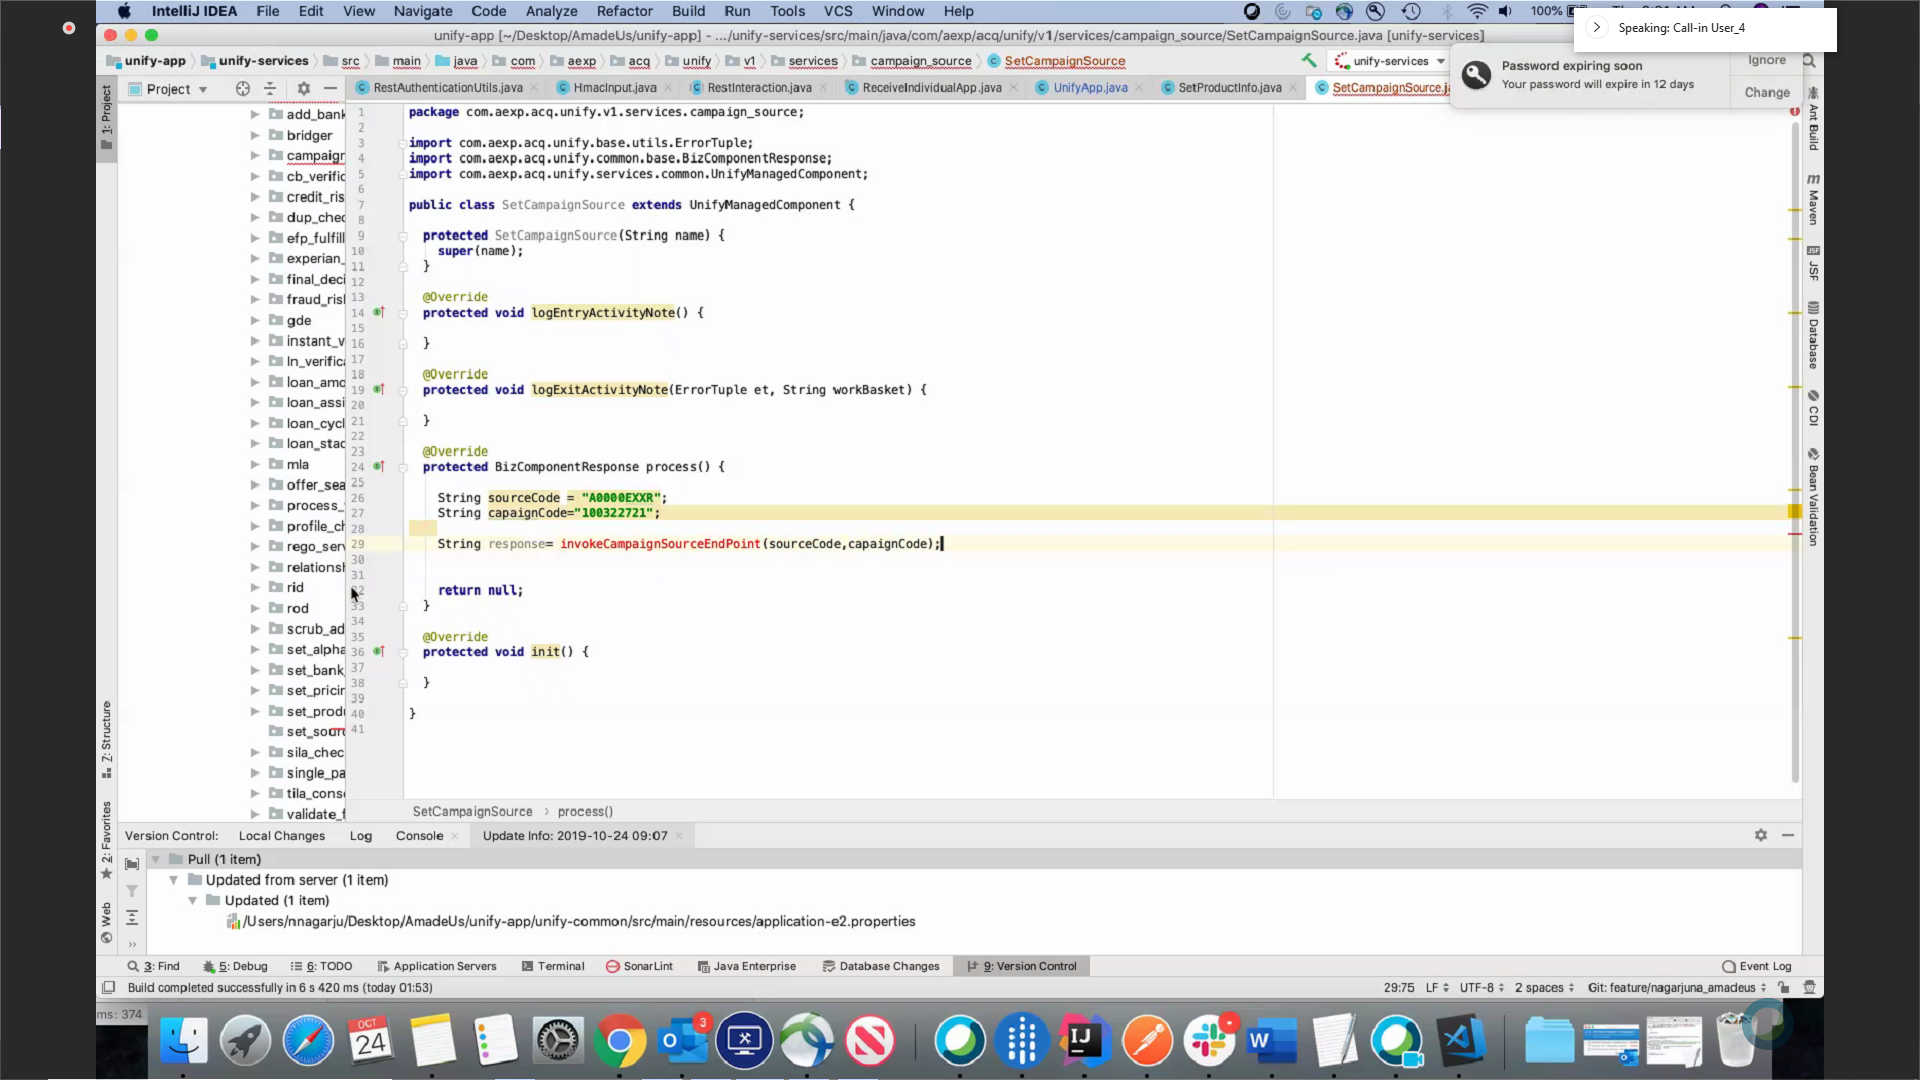 IntelliJ IDEA File Edit View Navigate Code Analyze Refactor Build Run Tools VCS Window Help 100%
Speaking: Call-in User_4
unify-app [~/Desktop/AmadeUs/unify-app] - .../unify-services/src/main/java/com/aexp/acq/unify/v1/services/campaign_source/SetCampaignSource.java [unify-services]
unify-app unify-services src main java com aexp acq unify v1 services campaign_source SetCampaignSource unify-services
Password expiring soon
Your password will expire in 12 days
Ignore
Change
Project
RestAuthenticationUtils.java HmacInput.java RestInteraction.java ReceiveIndividualApp.java UnifyApp.java SetProductInfo.java SetCampaignSource.ja
1: Project
Z: Structure
2: Favorites
Web
add_bank
bridger
campaign
cb_verific
credit_ris
dup_chec
efp_fulfill
experian_
final_deci
fraud_risl
gde
instant_v
ln_verifica
loan_amo
loan_assi
loan_cycl
loan_stac
mla
offer_sea
process_
profile_ch
rego_serv
relationsh
rid
rod
scrub_ad
set_alpha
set_bank_
set_pricin
set_produ
set_sour
sila_chec
single_pa
tila_conse
validate_f
1 package com.aexp.acq.unify.v1.services.campaign_source;
2
3 import com.aexp.acq.unify.base.utils.ErrorTuple;
4 import com.aexp.acq.unify.common.base.BizComponentResponse;
5 import com.aexp.acq.unify.services.common.UnifyManagedComponent;
6
7 public class SetCampaignSource extends UnifyManagedComponent {
8
9 protected SetCampaignSource(String name) {
10 super(name);
11 }
12
13 @Override
14 protected void logEntryActivityNote() {
15
16 }
17
18 @Override
19 protected void logExitActivityNote(ErrorTuple et, String workBasket) {
20
21 }
22
23 @Override
24 protected BizComponentResponse process() {
25
26 String sourceCode = "A0000EXXR";
27 String capaignCode="100322721";
28
29 String response= invokeCampaignSourceEndPoint(sourceCode,capaignCode);
30
31
32 return null;
33 }
34
35 @Override
36 protected void init() {
37
38 }
39
40 }
41
Ant Build
Maven
JSF
Database
CDI
Bean Validation
SetCampaignSource › process()
Version Control: Local Changes Log Console Update Info: 2019-10-24 09:07
Pull (1 item)
Updated from server (1 item)
Updated (1 item)
/Users/nnagarju/Desktop/AmadeUs/unify-app/unify-common/src/main/resources/application-e2.properties
3: Find 5: Debug 6: TODO Application Servers Terminal SonarLint Java Enterprise Database Changes 9: Version Control Event Log
Build completed successfully in 6 s 420 ms (today 01:53) 29:75 LF UTF-8 2 spaces Git: feature/nagarjuna_amadeus
ms: 374
OCT
24
3
IJ
W